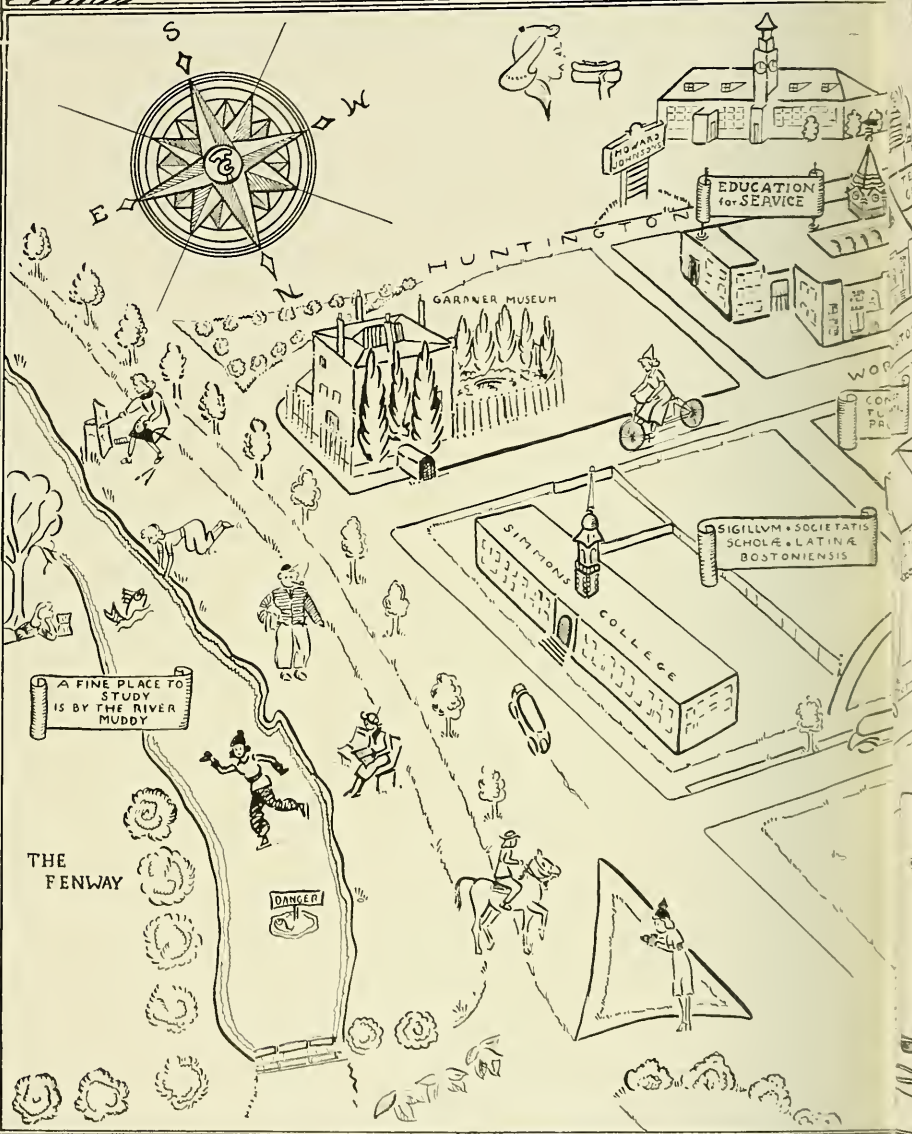 S
W
E
N
TC
HOWARD
JOHNSON'S
EDUCATION
for SERVICE
HUNTINGTON
GARDNER MUSEUM
SIMMONS COLLEGE
SIGILLVM • SOCIETATIS
SCHOLÆ • LATINÆ
BOSTONIENSIS
A FINE PLACE TO
STUDY
IS BY THE RIVER
MUDDY
THE
FENWAY
DANGER